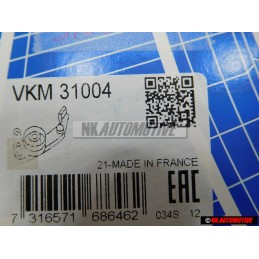 VKM 31004
NK.AUTOMOTIVE
21-MADE IN FRANCE
EAC
7 316571 686462 034S 12
NK.AUTOMOTIVE